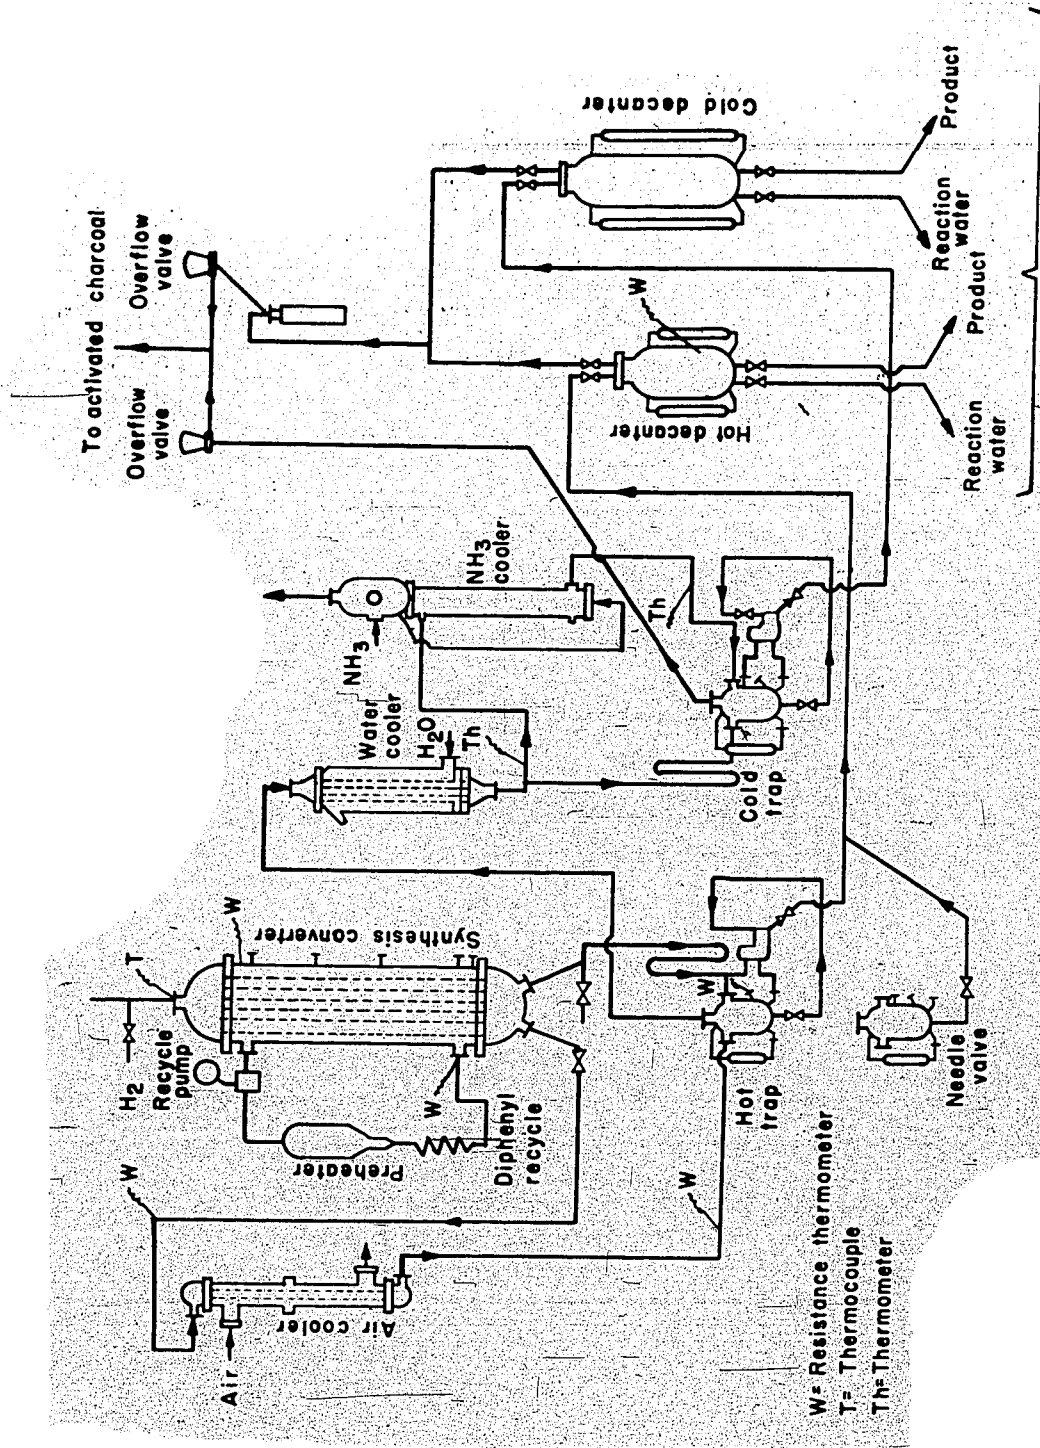 To activated charcoal
Overflow
valve
Overflow
valve
Cold decanter
Product
Reaction
water
Hot decanter
W
Product
Reaction
water
NH3
cooler
NH3
Th
Water
cooler
H2O
Th
Cold
trap
Synthesis converter
W
T
H2
Recycle
pump
W
Preheater
Diphenyl
recycle
W
W
Hot
trap
Needle
valve
W
Air cooler
Air
W= Resistance thermometer
T= Thermocouple
Th=Thermometer